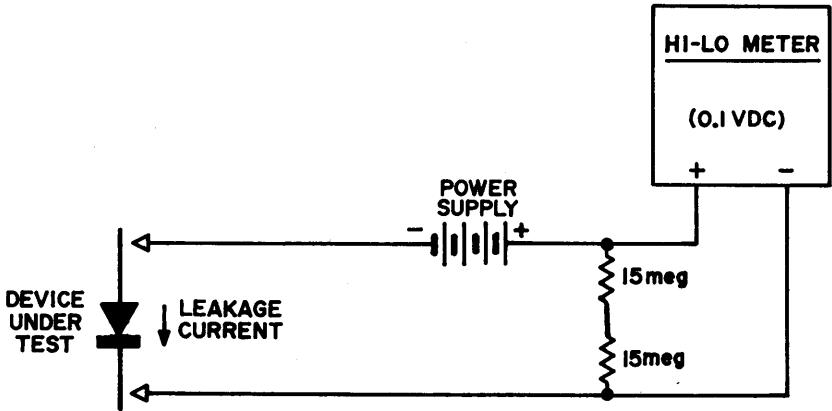 HI-LO METER
(0.1 VDC)
+ -
POWER
SUPPLY
- +
15meg
DEVICE
UNDER
TEST
LEAKAGE
CURRENT
15meg